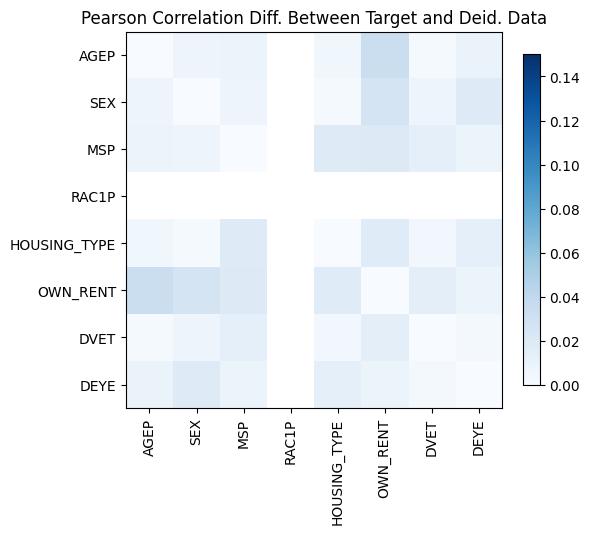 Pearson Correlation Diff. Between Target and Deid. Data
AGEP
SEX
MSP
RAC1P
HOUSING_TYPE
OWN_RENT
DVET
DEYE
AGEP
SEX
MSP
RAC1P
HOUSING_TYPE
OWN_RENT
DVET
DEYE
0.14
0.12
0.10
0.08
0.06
0.04
0.02
0.00